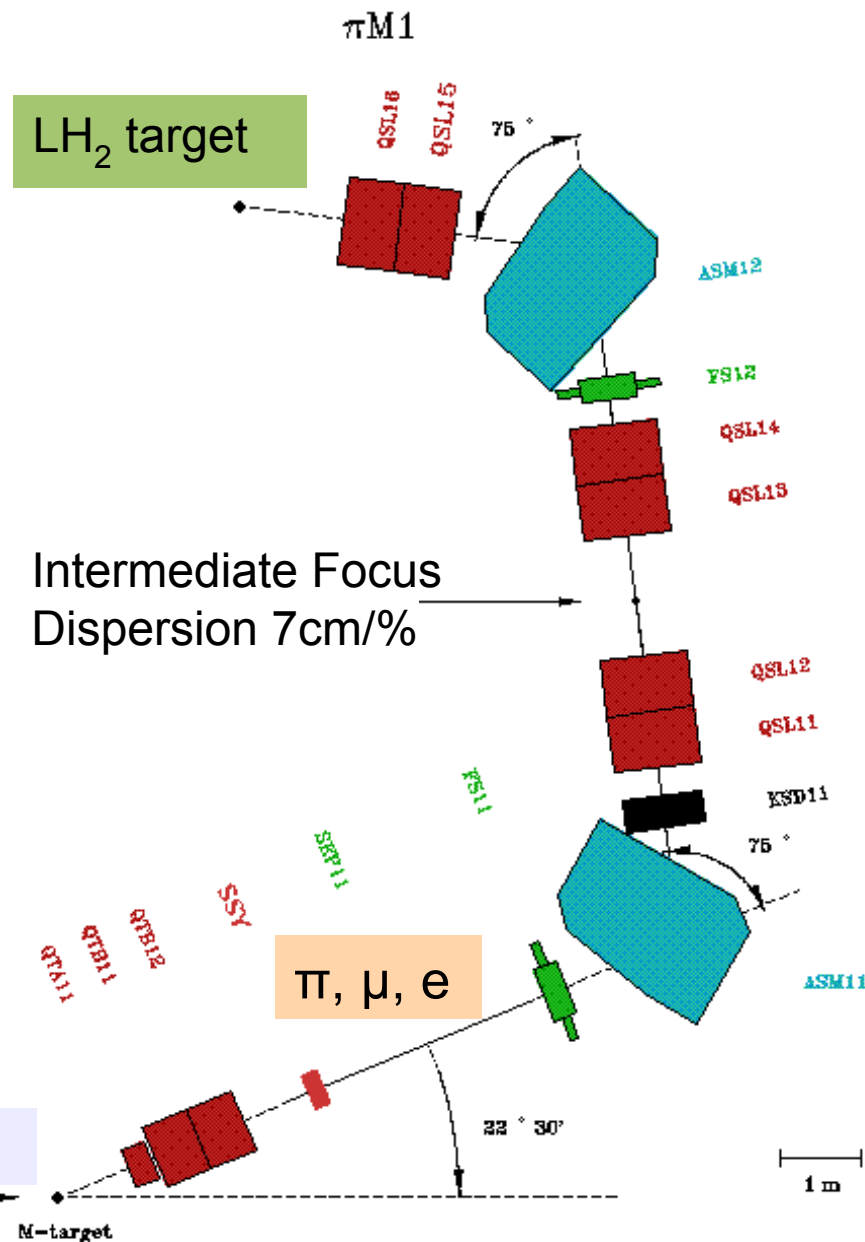 πM1
LH₂ target
QSL16
QSL15
75 °
ASM12
FS12
QSL14
QSL13
Intermediate Focus
Dispersion 7cm/%
QSL12
QSL11
KSD11
75 °
FS11
SEP11
SSY
QTB12
QTB11
QTA11
π, μ, e
ASM11
22 ° 30'
1 m
M-target